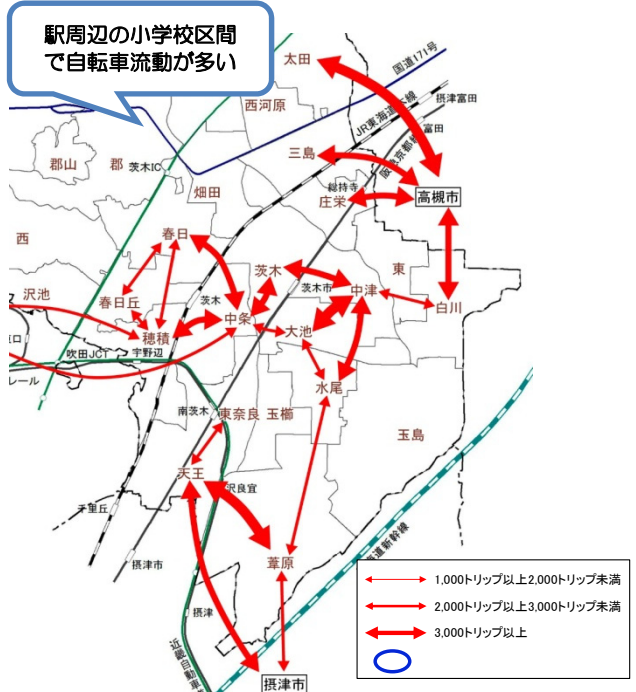 駅周辺の小学校区間
で自転車流動が多い
太田
国道171号
西河原
摂津富田
JR東海道
線
富田
阪急京都線
三島
郡山
郡
茨木IC
総持寺
畑田
庄栄
高槻市
西
春日
東
茨木
茨木市
中津
沢池
春日丘
茨木
白川
中条
大池
穂積
吹田JCT
宇野辺
レール
水尾
南茨木
東奈良
玉櫛
玉島
天王
沢良宜
千里丘
葦原
海道新幹線
摂津市
摂津
近畿自動車
摂津市
1,000トリップ以上2,000トリップ未満
2,000トリップ以上3,000トリップ未満
3,000トリップ以上